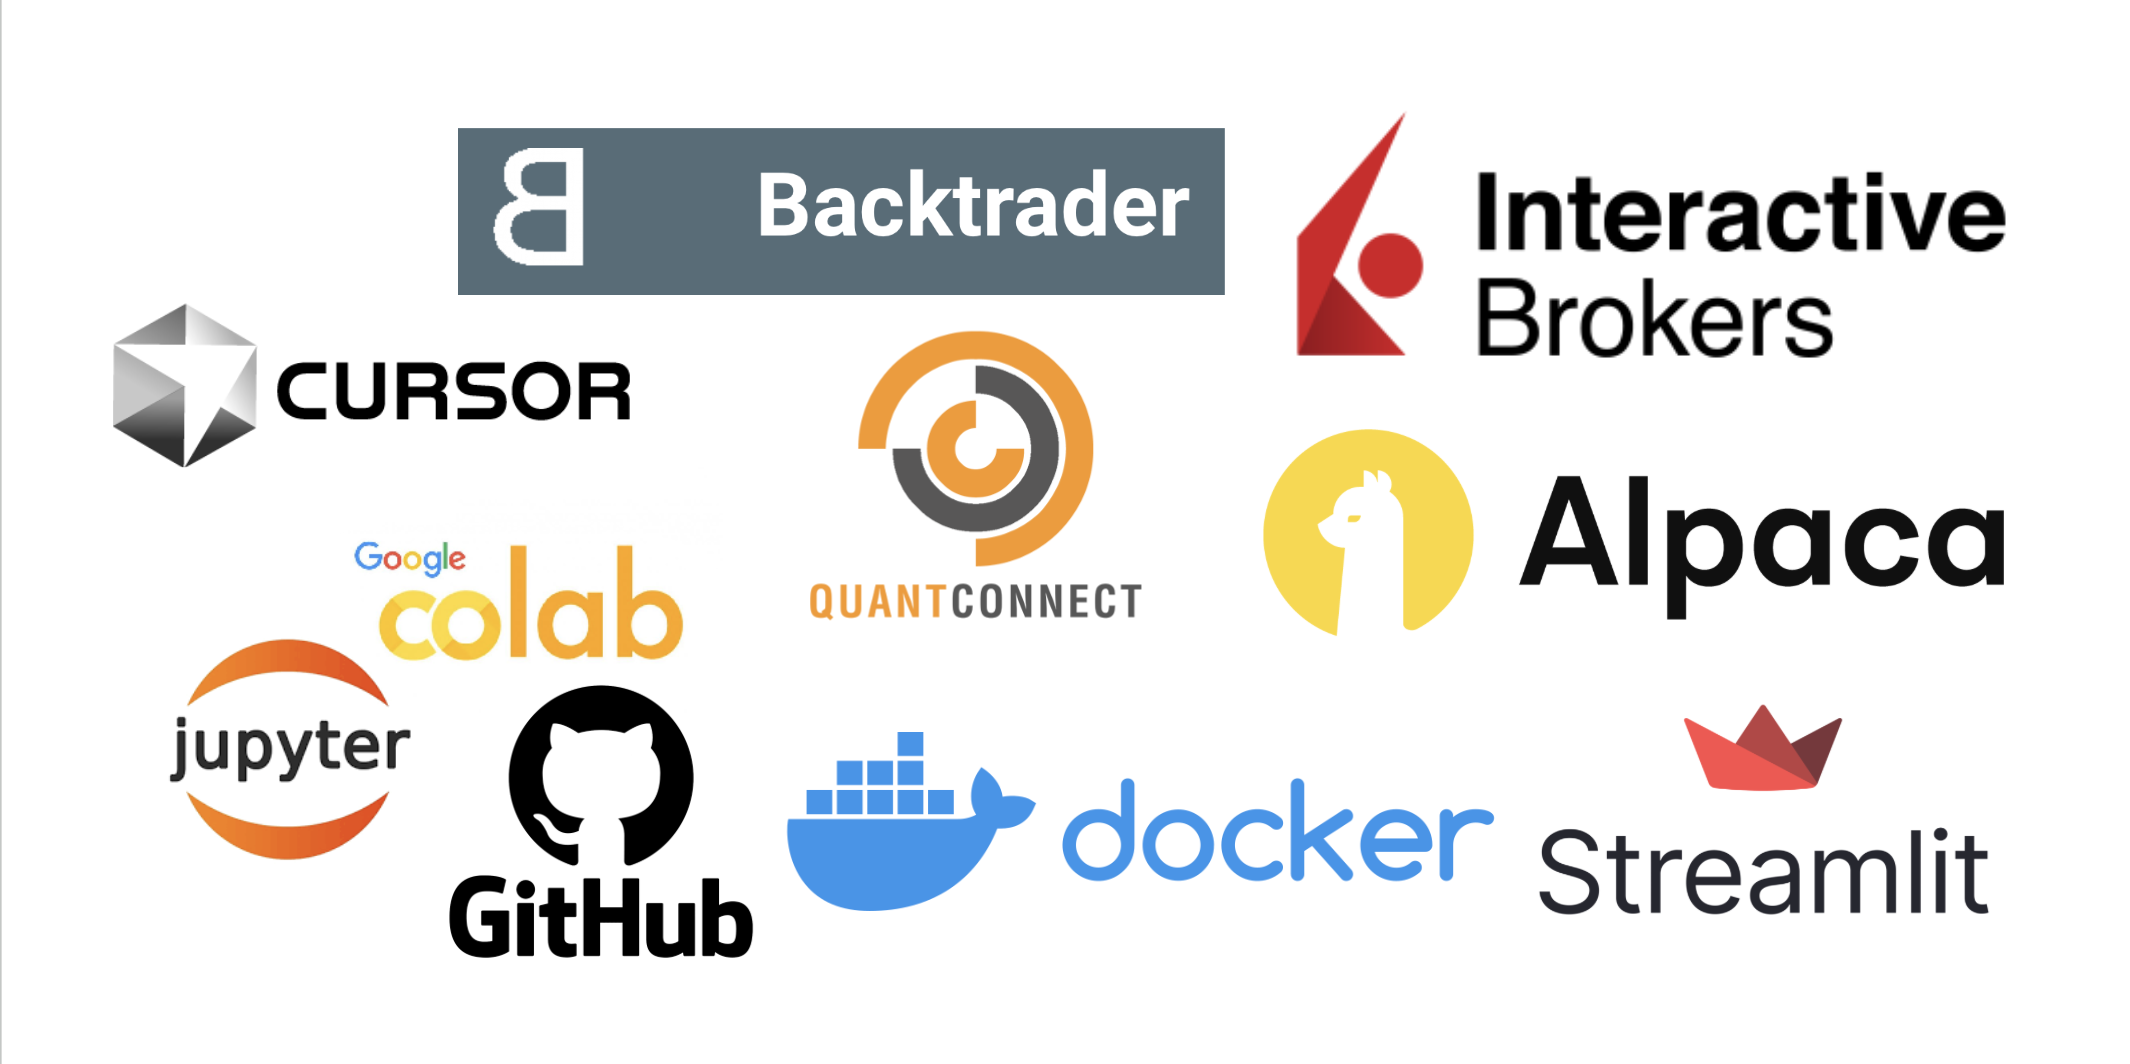 Backtrader
Interactive
Brokers
CURSOR
QUANTCONNECT
Alpaca
Google
colab
jupyter
GitHub
docker
Streamlit